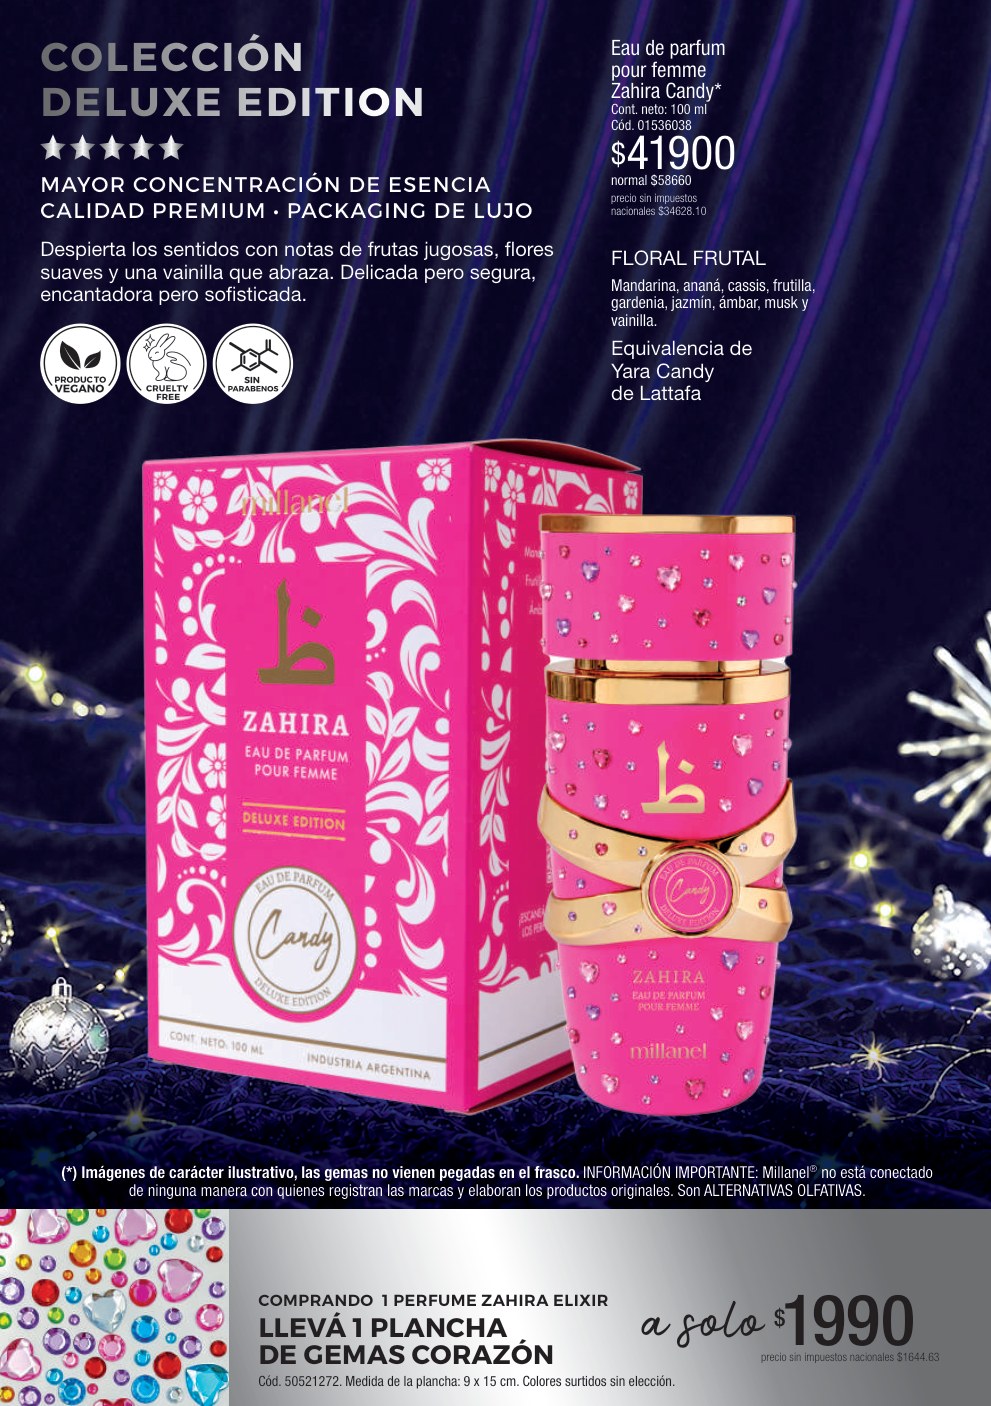 COLECCIÓN
DELUXE EDITION
MAYOR CONCENTRACIÓN DE ESENCIA
CALIDAD PREMIUM • PACKAGING DE LUJO
Despierta los sentidos con notas de frutas jugosas, flores
suaves y una vainilla que abraza. Delicada pero segura,
encantadora pero sofisticada.
PRODUCTO
VEGANO
CRUELTY
FREE
SIN
PARABENOS
Eau de parfum
pour femme
Zahira Candy*
Cont. neto: 100 ml
Cód. 01536038
$41900
normal $58660
precio sin impuestos
nacionales $34628.10
FLORAL FRUTAL
Mandarina, ananá, cassis, frutilla,
gardenia, jazmín, ámbar, musk y
vainilla.
Equivalencia de
Yara Candy
de Lattafa
millanel
ظ
ZAHIRA
EAU DE PARFUM
POUR FEMME
DELUXE EDITION
EAU DE PARFUM
Candy
DELUXE EDITION
CONT. NETO: 100 ML
INDUSTRIA ARGENTINA
ظ
EAU DE PARFUM
Candy
DELUXE EDITION
ZAHIRA
EAU DE PARFUM
POUR FEMME
millanel
(*) Imágenes de carácter ilustrativo, las gemas no vienen pegadas en el frasco. INFORMACIÓN IMPORTANTE: Millanel® no está conectado
de ninguna manera con quienes registran las marcas y elaboran los productos originales. Son ALTERNATIVAS OLFATIVAS.
COMPRANDO 1 PERFUME ZAHIRA ELIXIR
LLEVÁ 1 PLANCHA
DE GEMAS CORAZÓN
Cód. 50521272. Medida de la plancha: 9 x 15 cm. Colores surtidos sin elección.
a solo $1990
precio sin impuestos nacionales $1644.63